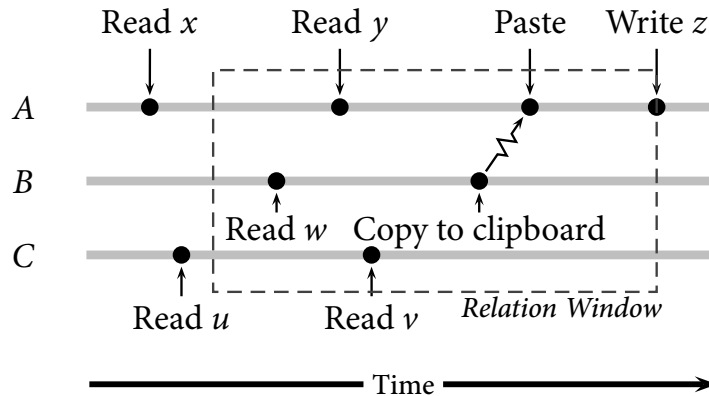 Read x Read y Paste Write z
A
B
Read w Copy to clipboard
C
Read u Read v Relation Window
Time